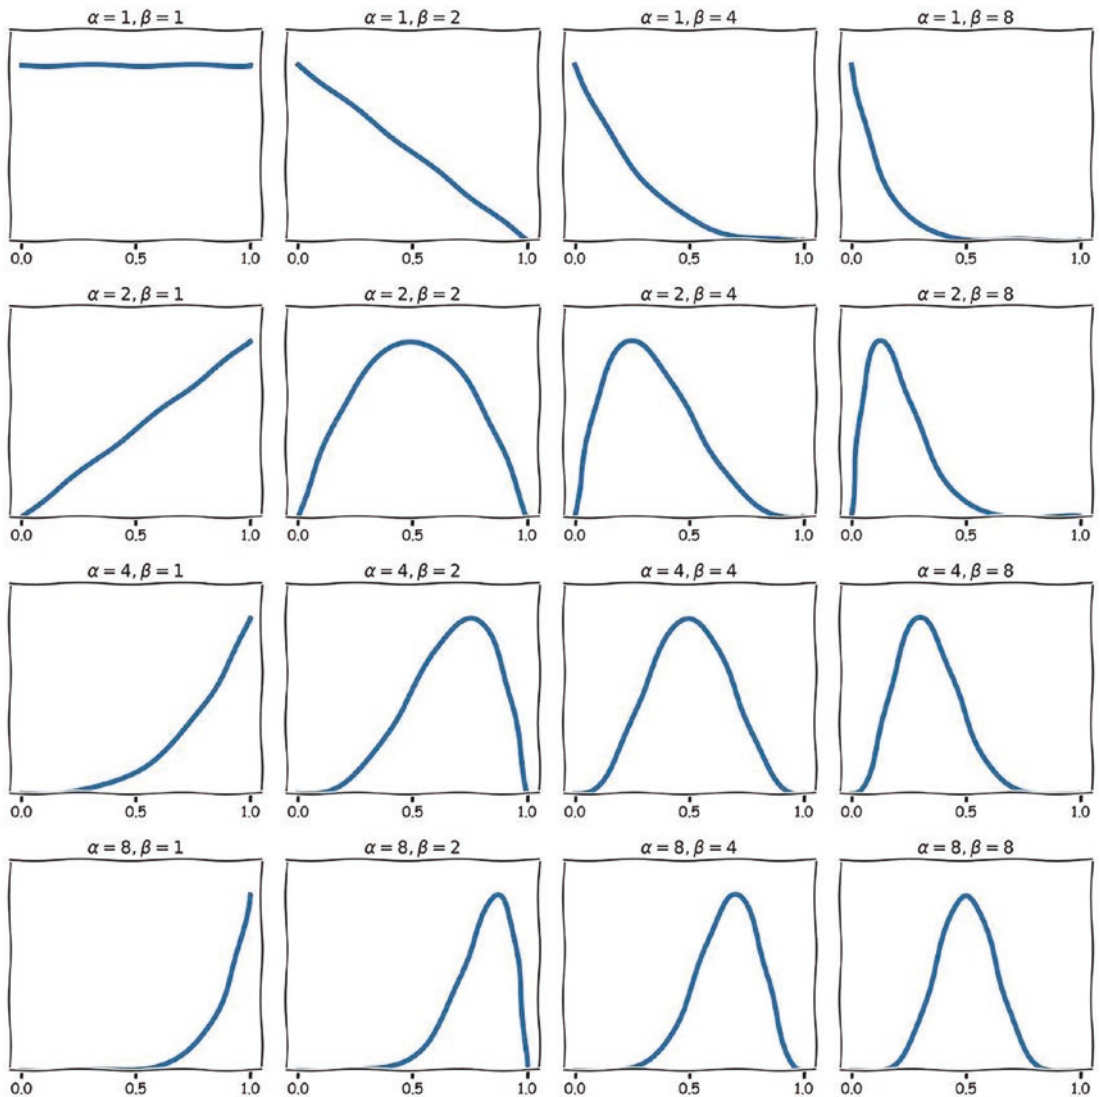 α = 1, β = 1
α = 1, β = 2
α = 1, β = 4
α = 1, β = 8
0.0 0.5 1.0
0.0 0.5 1.0
0.0 0.5 1.0
0.0 0.5 1.0
α = 2, β = 1
α = 2, β = 2
α = 2, β = 4
α = 2, β = 8
0.0 0.5 1.0
0.0 0.5 1.0
0.0 0.5 1.0
0.0 0.5 1.0
α = 4, β = 1
α = 4, β = 2
α = 4, β = 4
α = 4, β = 8
0.0 0.5 1.0
0.0 0.5 1.0
0.0 0.5 1.0
0.0 0.5 1.0
α = 8, β = 1
α = 8, β = 2
α = 8, β = 4
α = 8, β = 8
0.0 0.5 1.0
0.0 0.5 1.0
0.0 0.5 1.0
0.0 0.5 1.0